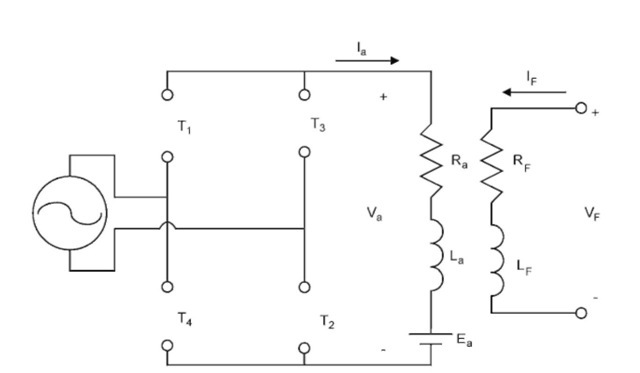 Ia
IF
+
+
T1
T3
Ra
RF
Va
VF
La
LF
T4
T2
Ea
-
-